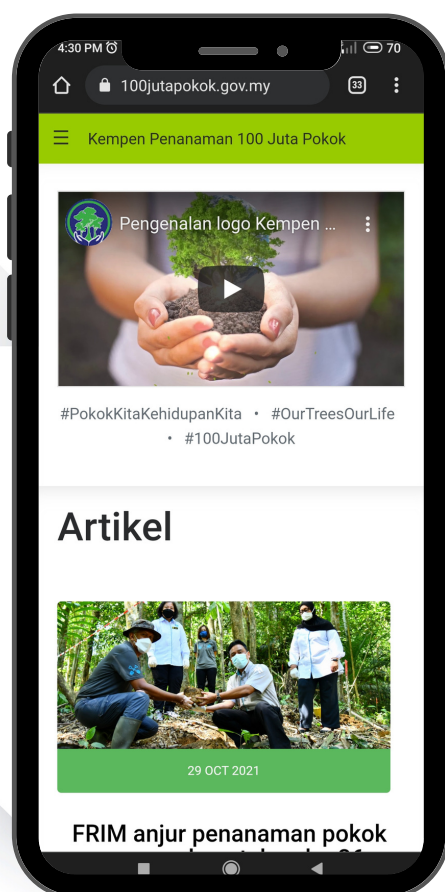 4:30 PM
70
100jutapokok.gov.my
33
Kempen Penanaman 100 Juta Pokok
Pengenalan logo Kempen ...
#PokokKitaKehidupanKita • #OurTreesOurLife
• #100JutaPokok
Artikel
29 OCT 2021
FRIM anjur penanaman pokok